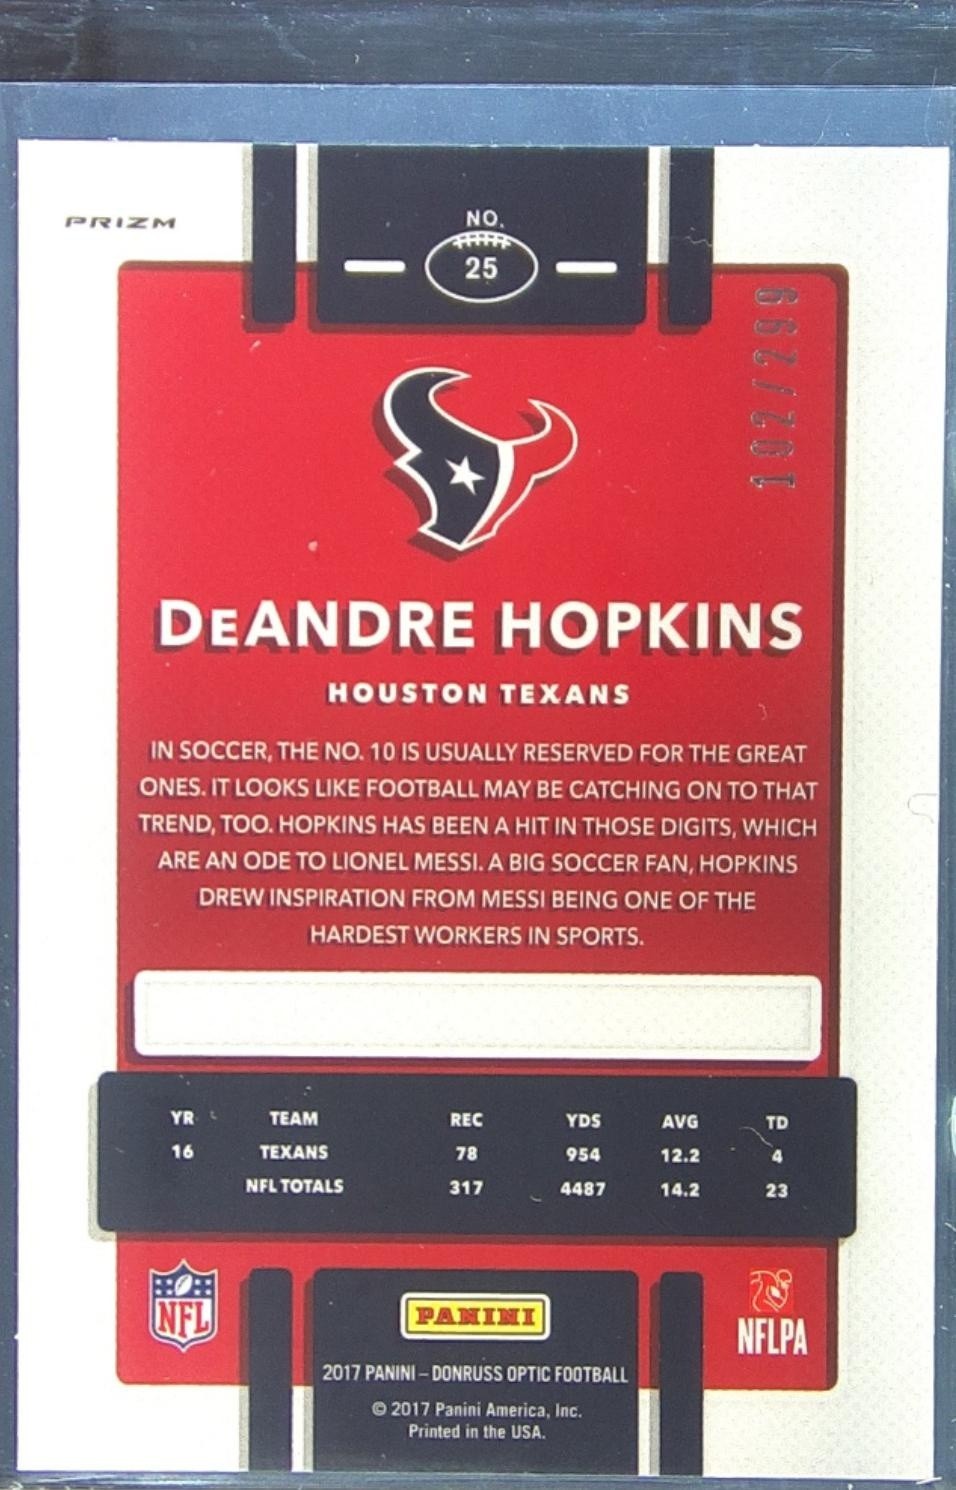 PRIZM
NO.
25
102/299
DeANDRE HOPKINS
HOUSTON TEXANS
IN SOCCER, THE NO. 10 IS USUALLY RESERVED FOR THE GREAT
ONES. IT LOOKS LIKE FOOTBALL MAY BE CATCHING ON TO THAT
TREND, TOO. HOPKINS HAS BEEN A HIT IN THOSE DIGITS, WHICH
ARE AN ODE TO LIONEL MESSI. A BIG SOCCER FAN, HOPKINS
DREW INSPIRATION FROM MESSI BEING ONE OF THE
HARDEST WORKERS IN SPORTS.
YR TEAM REC YDS AVG TD
16 TEXANS 78 954 12.2 4
NFL TOTALS 317 4487 14.2 23
NFL
PANINI
NFLPA
2017 PANINI – DONRUSS OPTIC FOOTBALL
© 2017 Panini America, Inc.
Printed in the USA.